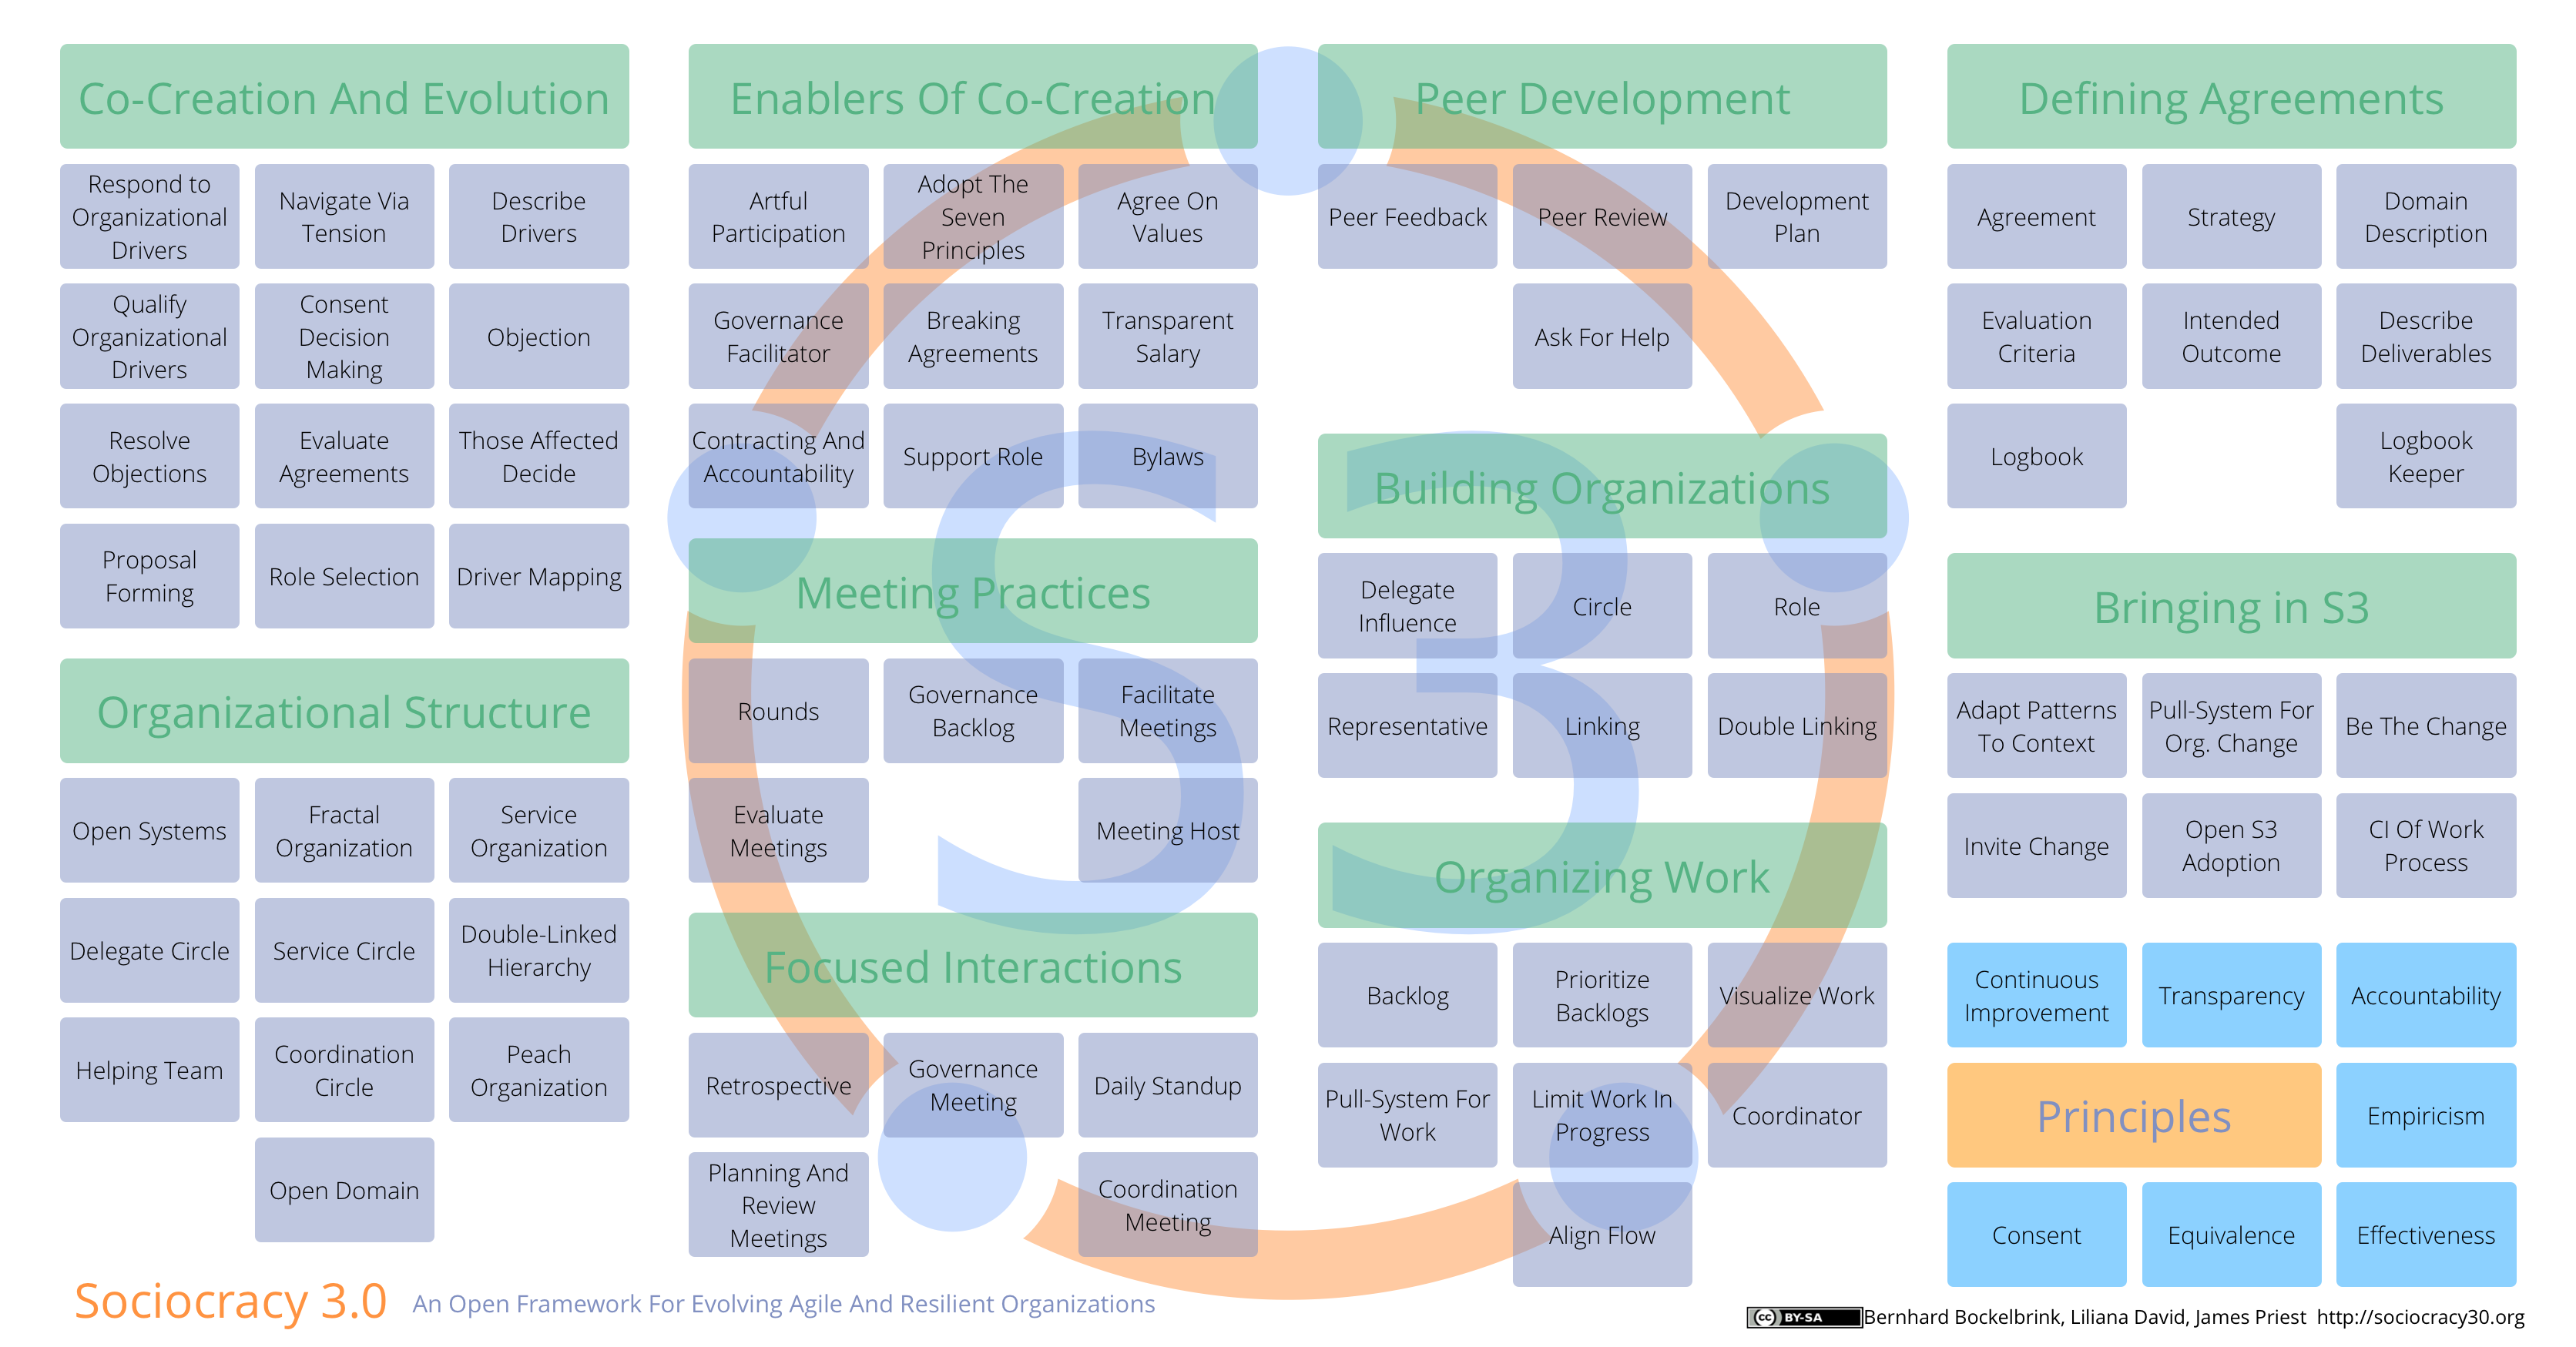 Co-Creation And Evolution
Respond to
Organizational
Drivers
Navigate Via
Tension
Describe
Drivers
Qualify
Organizational
Drivers
Consent
Decision
Making
Objection
Resolve
Objections
Evaluate
Agreements
Those Affected
Decide
Proposal
Forming
Role Selection
Driver Mapping
Organizational Structure
Open Systems
Fractal
Organization
Service
Organization
Delegate Circle
Service Circle
Double-Linked
Hierarchy
Helping Team
Coordination
Circle
Peach
Organization
Open Domain
Enablers Of Co-Creation
Artful
Participation
Adopt The
Seven
Principles
Agree On
Values
Governance
Facilitator
Breaking
Agreements
Transparent
Salary
Contracting And
Accountability
Support Role
Bylaws
Meeting Practices
Rounds
Governance
Backlog
Facilitate
Meetings
Evaluate
Meetings
Meeting Host
Focused Interactions
Retrospective
Governance
Meeting
Daily Standup
Planning And
Review
Meetings
Coordination
Meeting
Peer Development
Peer Feedback
Peer Review
Development
Plan
Ask For Help
Building Organizations
Delegate
Influence
Circle
Role
Representative
Linking
Double Linking
Organizing Work
Backlog
Prioritize
Backlogs
Visualize Work
Pull-System For
Work
Limit Work In
Progress
Coordinator
Align Flow
Defining Agreements
Agreement
Strategy
Domain
Description
Evaluation
Criteria
Intended
Outcome
Describe
Deliverables
Logbook
Logbook
Keeper
Bringing in S3
Adapt Patterns
To Context
Pull-System For
Org. Change
Be The Change
Invite Change
Open S3
Adoption
CI Of Work
Process
Continuous
Improvement
Transparency
Accountability
Principles
Empiricism
Consent
Equivalence
Effectiveness
S3
Sociocracy 3.0 An Open Framework For Evolving Agile And Resilient Organizations
cc BY-SA Bernhard Bockelbrink, Liliana David, James Priest http://sociocracy30.org